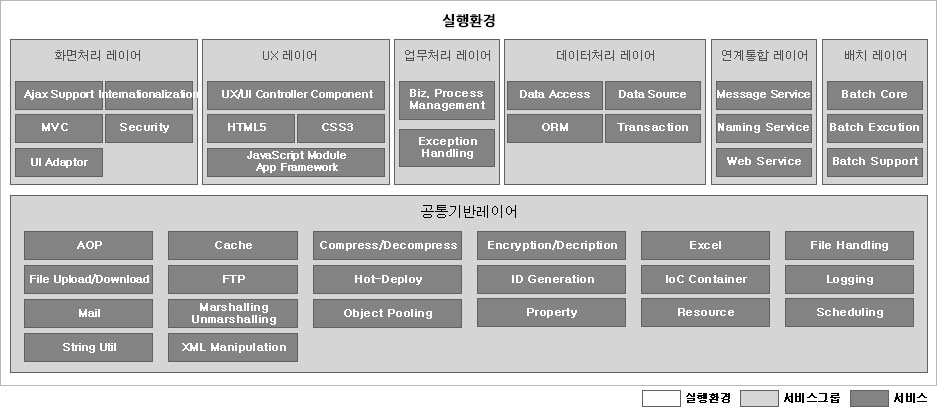 실행환경
화면처리 레이어
Ajax Support
Internationalization
MVC
Security
UI Adaptor
UX 레이어
UX/UI Controller Component
HTML5
CSS3
JavaScript Module
App Framework
업무처리 레이어
Biz. Process
Management
Exception
Handling
데이터처리 레이어
Data Access
Data Source
ORM
Transaction
연계통합 레이어
Message Service
Naming Service
Web Service
배치 레이어
Batch Core
Batch Excution
Batch Support
공통기반레이어
AOP
Cache
Compress/Decompress
Encryption/Decription
Excel
File Handling
File Upload/Download
FTP
Hot-Deploy
ID Generation
IoC Container
Logging
Mail
Marshalling
Unmarshalling
Object Pooling
Property
Resource
Scheduling
String Util
XML Manipulation
실행환경
서비스그룹
서비스